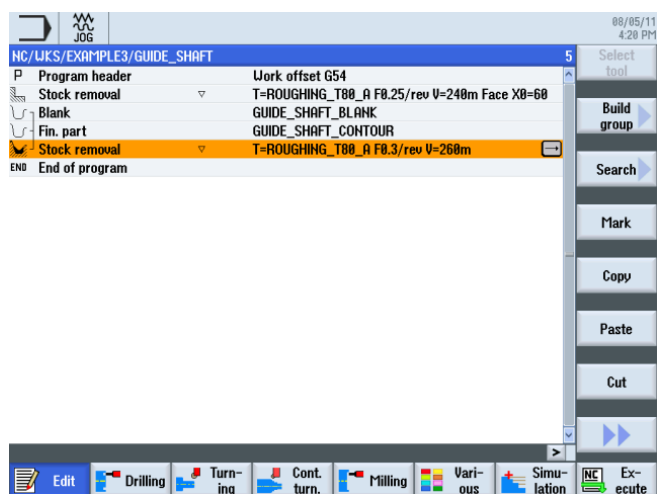 JOG
08/05/11
4:20 PM
NC/WKS/EXAMPLE3/GUIDE_SHAFT 5
Select
tool
P Program header Work offset G54
Stock removal ▽ T=ROUGHING_T80_A F0.25/rev V=240m Face X0=60
Blank GUIDE_SHAFT_BLANK
Fin. part GUIDE_SHAFT_CONTOUR
Stock removal ▽ T=ROUGHING_T80_A F0.3/rev V=260m
END End of program
Build
group
Search
Mark
Copy
Paste
Cut
Edit
Drilling
Turn-
ing
Cont.
turn.
Milling
Vari-
ous
Simu-
lation
NC Ex-
ecute